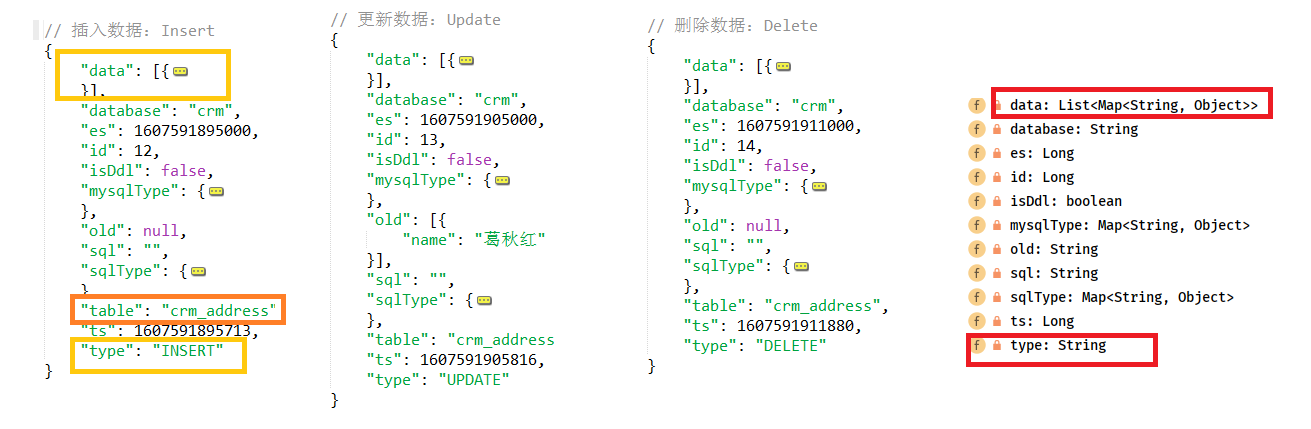 // 插入数据：Insert
{
"data": [{
}],
"database": "crm",
"es": 1607591895000,
"id": 12,
"isDdl": false,
"mysqlType": {
},
"old": null,
"sql": "",
"sqlType": {
}
"table": "crm_address"
"ts": 1607591895713,
"type": "INSERT"
}
// 更新数据：Update
{
"data": [{
}],
"database": "crm",
"es": 1607591905000,
"id": 13,
"isDdl": false,
"mysqlType": {
},
"old": [{
"name": "葛秋红"
}],
"sql": "",
"sqlType": {
},
"table": "crm_address
"ts": 1607591905816,
"type": "UPDATE"
}
// 删除数据：Delete
{
"data": [{
}],
"database": "crm",
"es": 1607591911000,
"id": 14,
"isDdl": false,
"mysqlType": {
},
"old": null,
"sql": "",
"sqlType": {
},
"table": "crm_address",
"ts": 1607591911880,
"type": "DELETE"
}
f data: List<Map<String, Object>>
f database: String
f es: Long
f id: Long
f isDdl: boolean
f mysqlType: Map<String, Object>
f old: String
f sql: String
f sqlType: Map<String, Object>
f ts: Long
f type: String